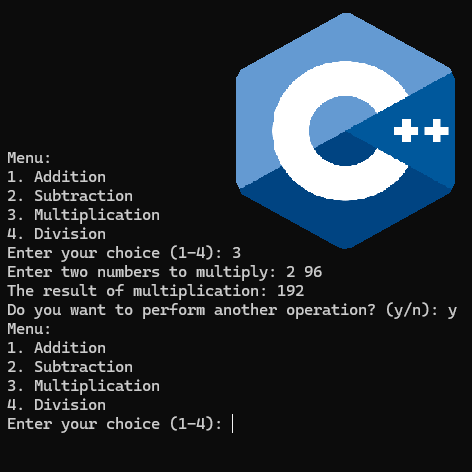 C++
Menu:
1. Addition
2. Subtraction
3. Multiplication
4. Division
Enter your choice (1-4): 3
Enter two numbers to multiply: 2 96
The result of multiplication: 192
Do you want to perform another operation? (y/n): y
Menu:
1. Addition
2. Subtraction
3. Multiplication
4. Division
Enter your choice (1-4):